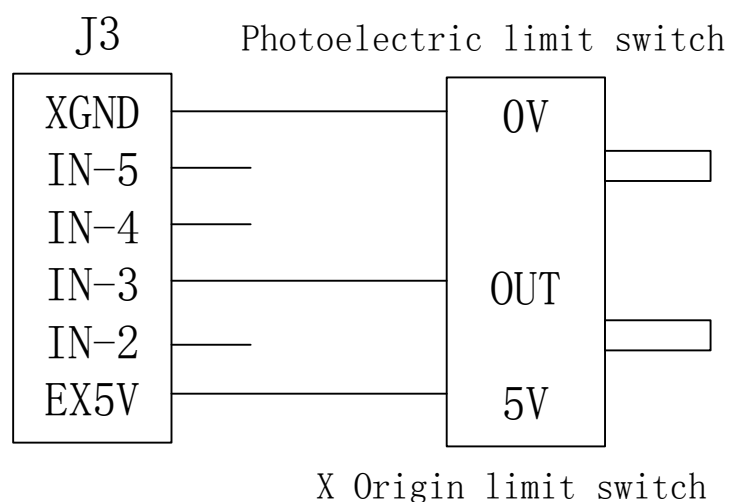 J3
Photoelectric limit switch
XGND
IN-5
IN-4
IN-3
IN-2
EX5V
0V
OUT
5V
X Origin limit switch